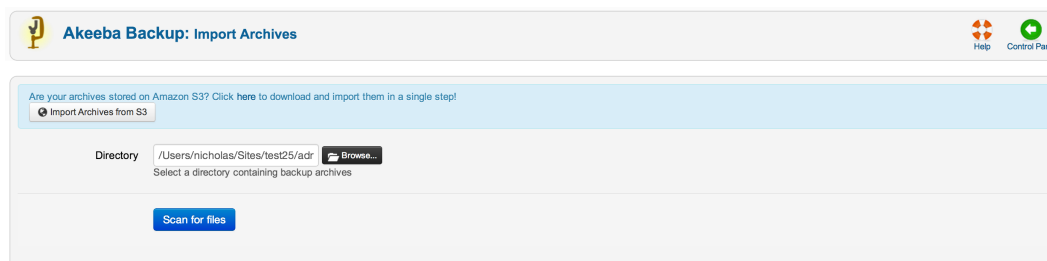 Akeeba Backup: Import Archives
Help
Control Par
Are your archives stored on Amazon S3? Click here to download and import them in a single step!
Import Archives from S3
Directory /Users/nicholas/Sites/test25/adr Browse...
Select a directory containing backup archives
Scan for files